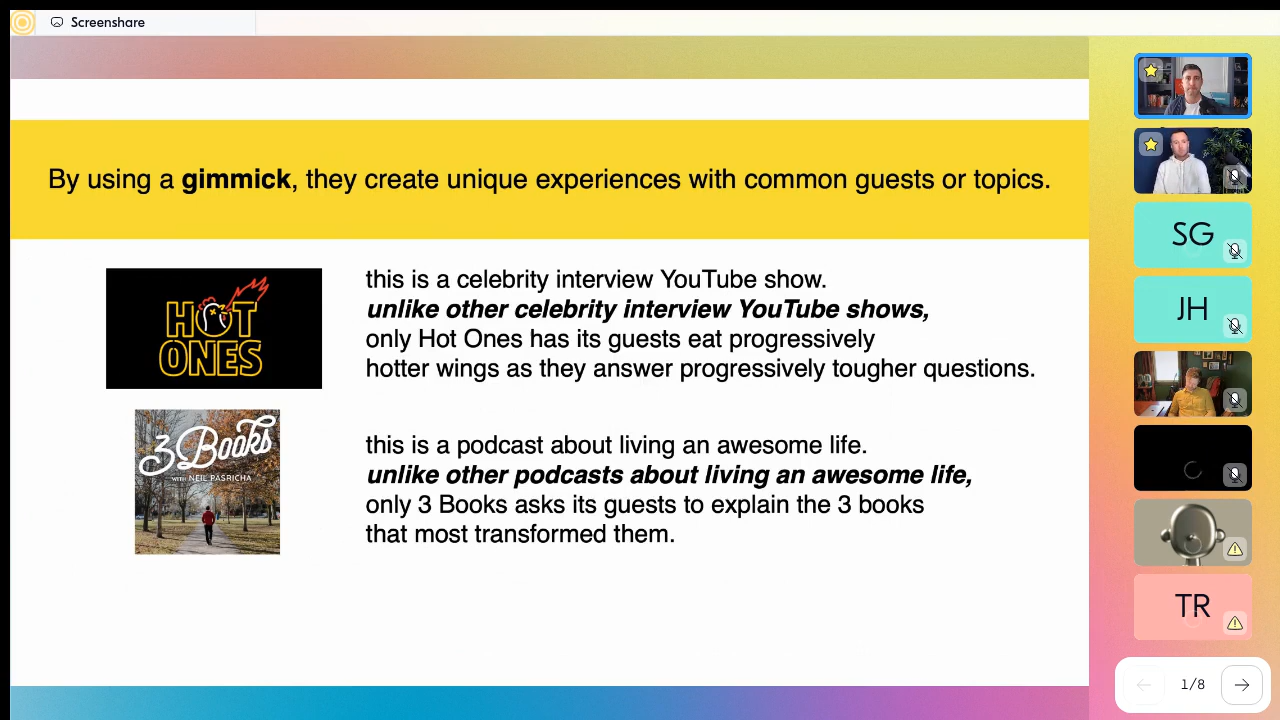 Screenshare
By using a gimmick, they create unique experiences with common guests or topics.
HOT
ONES
this is a celebrity interview YouTube show.
unlike other celebrity interview YouTube shows,
only Hot Ones has its guests eat progressively
hotter wings as they answer progressively tougher questions.
3 Books
WITH NEIL PASRICHA
this is a podcast about living an awesome life.
unlike other podcasts about living an awesome life,
only 3 Books asks its guests to explain the 3 books
that most transformed them.
SG
JH
TR
1/8